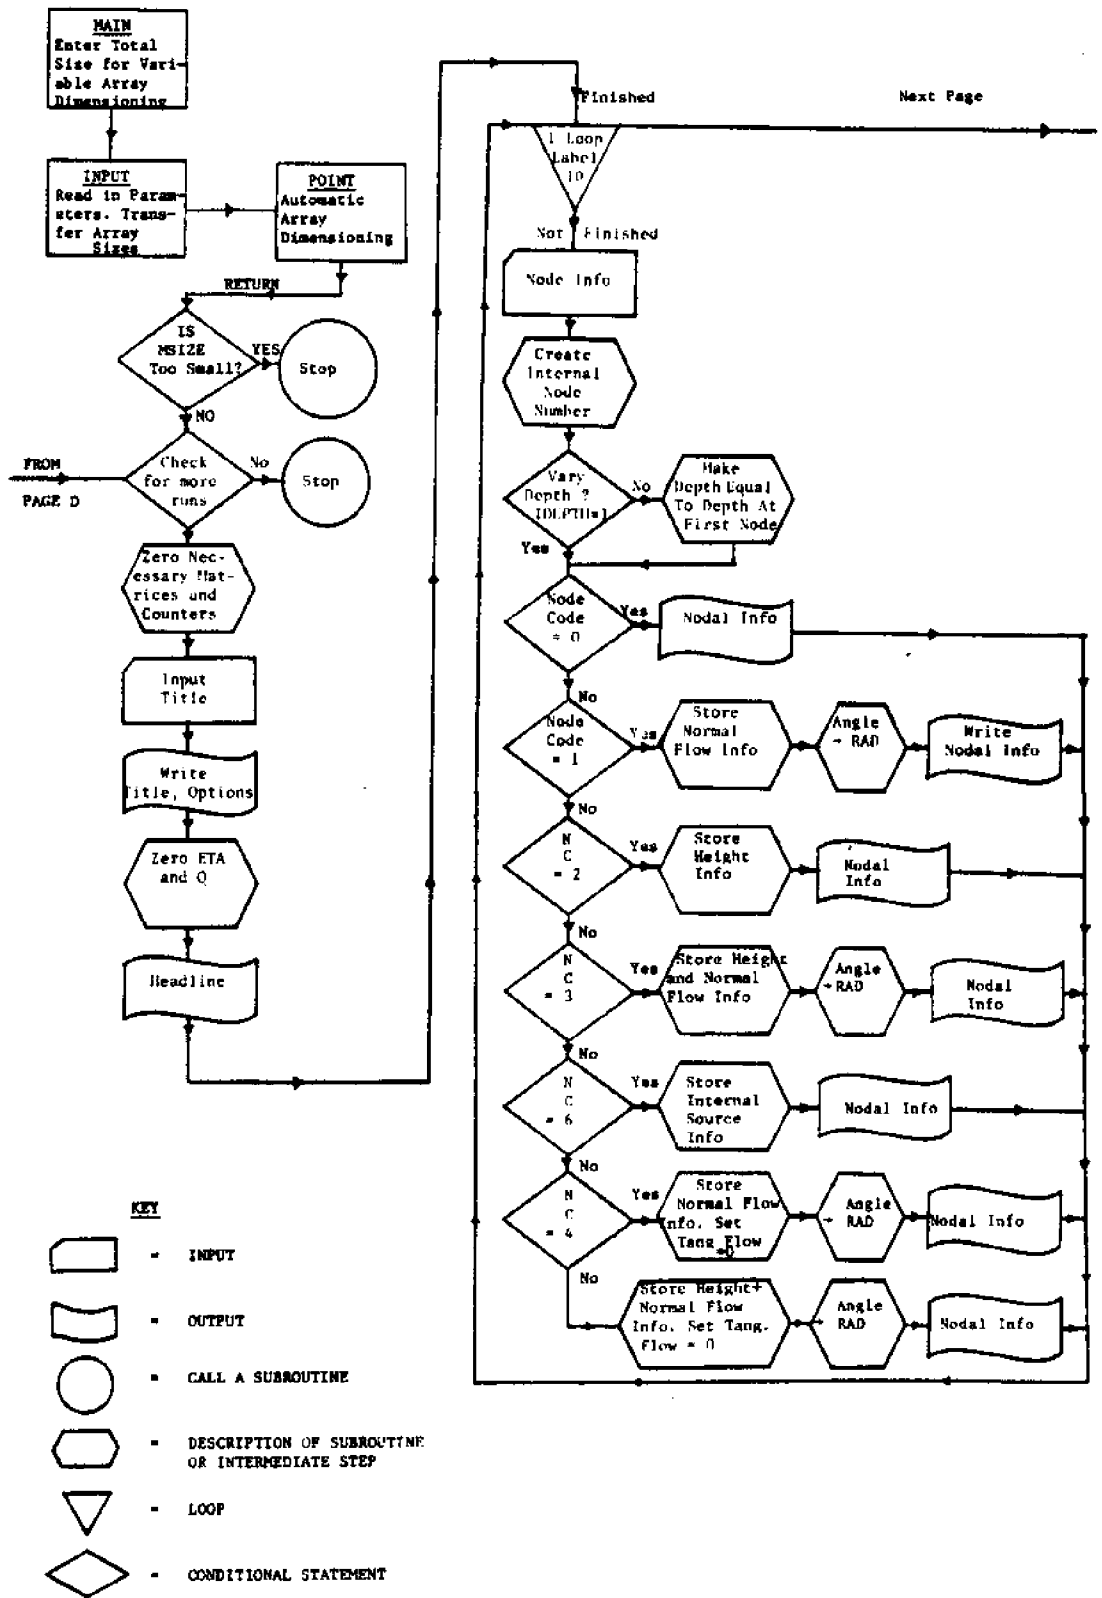 MAIN
Enter Total
Size for Vari-
able Array
Dimensioning
INPUT
Read in Param-
eters. Trans-
fer Array
Sizes
POINT
Automatic
Array
Dimensioning
RETURN
IS
MSIZE
Too Small?
YES
Stop
NO
FROM
PAGE D
Check
for more
runs
No
Stop
Zero Nec-
essary Mat-
rices and
Counters
Input
Title
Write
Title, Options
Zero ETA
and Q
Headline
Finished
Next Page
I Loop
Label
10
Not Finished
Node Info
Create
Internal
Node
Number
Vary
Depth ?
IDEPTH=1
No
Make
Depth Equal
To Depth At
First Node
Yes
Node
Code
= 0
Yes
Nodal Info
No
Node
Code
= 1
Yes
Store
Normal
Flow Info
Angle
→ RAD
Write
Nodal Info
No
N
C
= 2
Yes
Store
Height
Info
Nodal
Info
No
N
C
= 3
Yes
Store Height
and Normal
Flow Info
Angle
→ RAD
Nodal
Info
No
N
C
= 6
Yes
Store
Internal
Source
Info
Nodal Info
No
N
C
= 4
Yes
Store
Normal Flow
Info. Set
Tang Flow
=0
Angle
→ RAD
Nodal Info
No
Store Height+
Normal Flow
Info. Set Tang.
Flow = 0
Angle
→ RAD
Nodal Info
KEY
= INPUT
= OUTPUT
= CALL A SUBROUTINE
= DESCRIPTION OF SUBROUTINE
OR INTERMEDIATE STEP
= LOOP
= CONDITIONAL STATEMENT